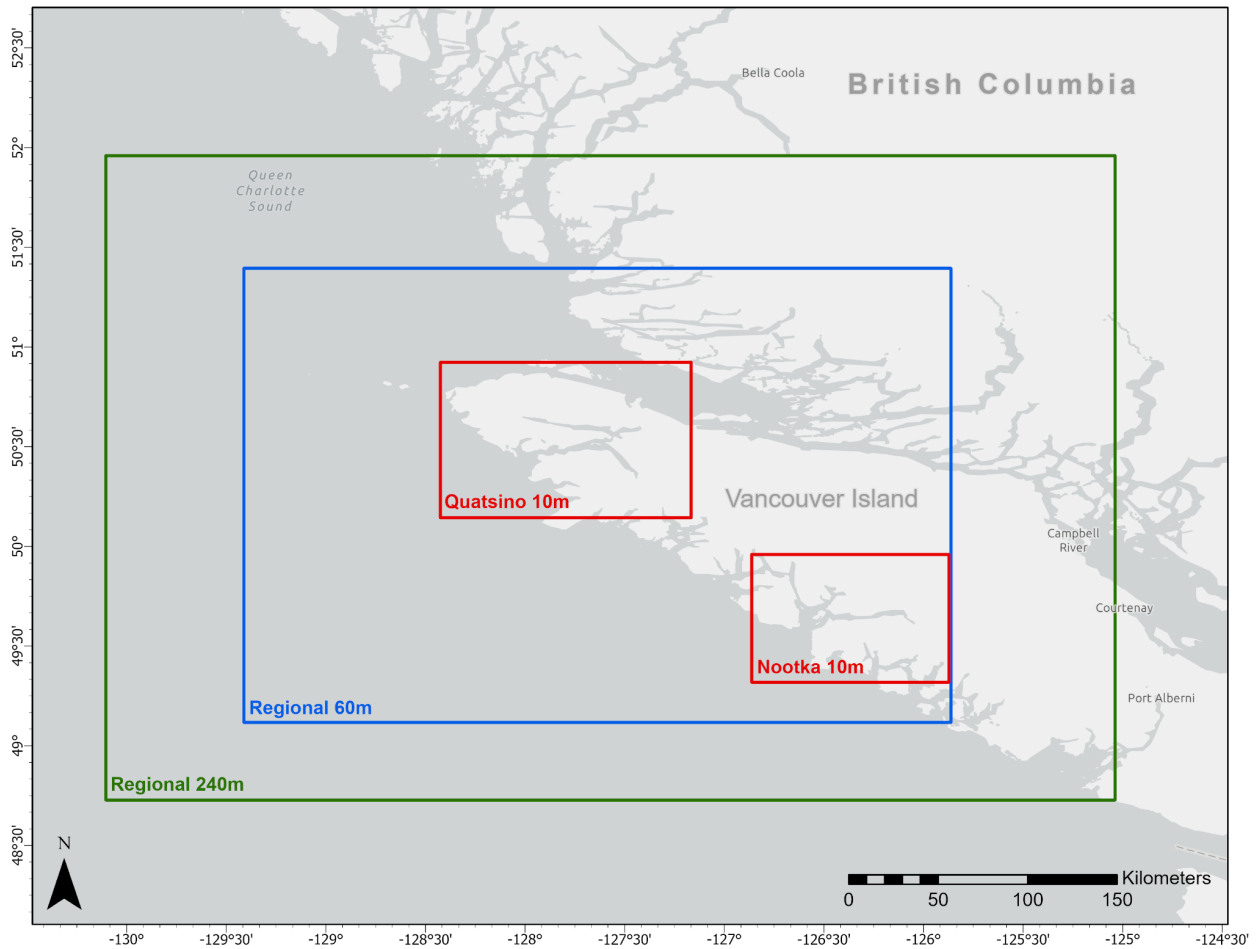 52°30'
52°
51°30'
51°
50°30'
50°
49°30'
49°
48°30'
Bella Coola
British Columbia
Queen
Charlotte
Sound
Quatsino 10m
Vancouver Island
Campbell
River
Courtenay
Nootka 10m
Port Alberni
Regional 60m
Regional 240m
N
Kilometers
0 50 100 150
-130° -129°30' -129° -128°30' -128° -127°30' -127° -126°30' -126° -125°30' -125° -124°30'